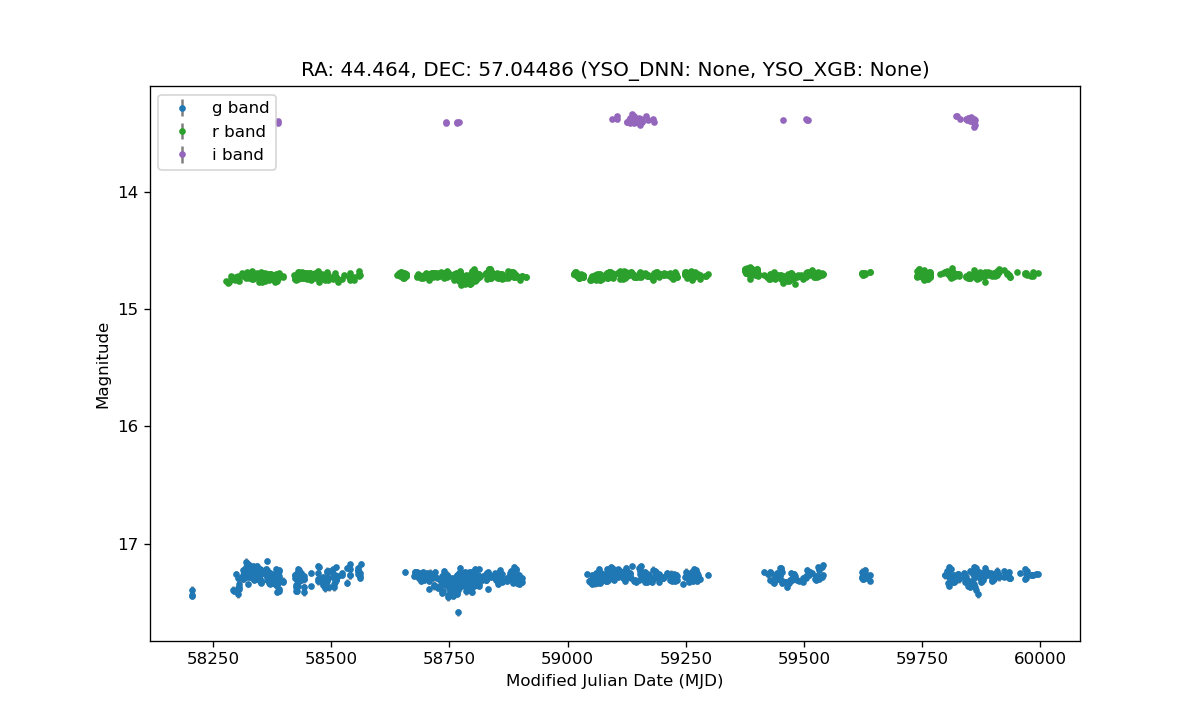 RA: 44.464, DEC: 57.04486 (YSO_DNN: None, YSO_XGB: None)
g band
r band
i band
14
15
16
17
Magnitude
58250 58500 58750 59000 59250 59500 59750 60000
Modified Julian Date (MJD)